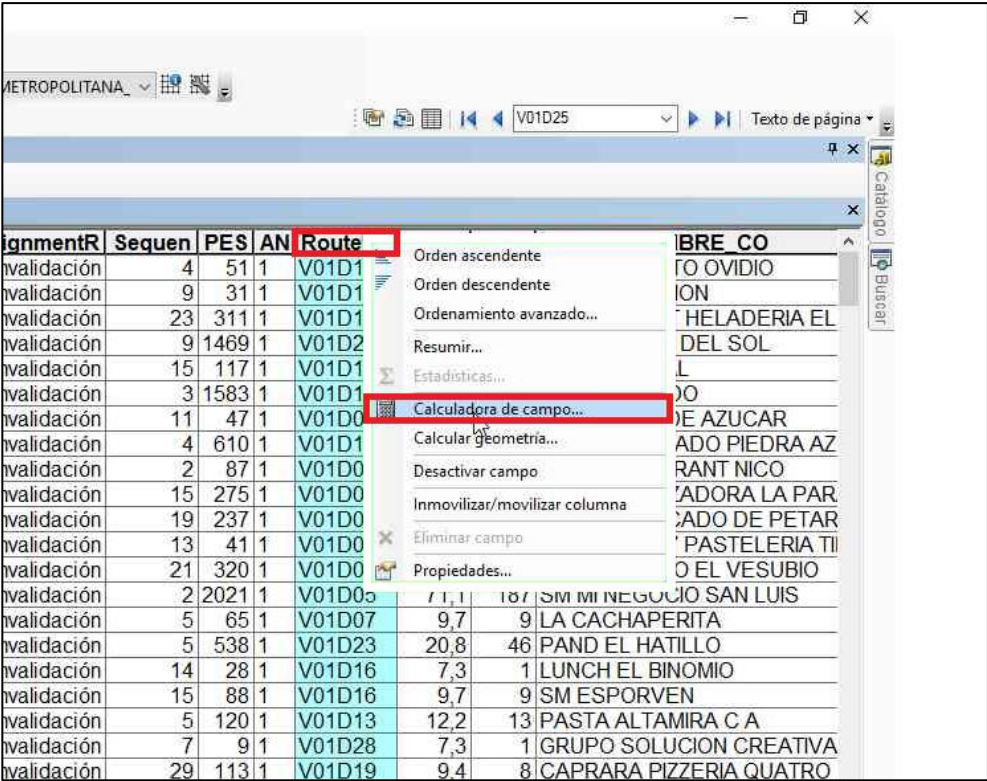 METROPOLITANA_
V01D25 Texto de página
Catálogo
Buscar
ignmentR Sequen PES AN Route MBRE_CO
nvalidación 4 51 1 V01D1 TO OVIDIO
nvalidación 9 31 1 V01D1 ION
nvalidación 23 311 1 V01D1 HELADERIA EL
nvalidación 9 1469 1 V01D2 DEL SOL
nvalidación 15 117 1 V01D1
nvalidación 3 1583 1 V01D1 DO
nvalidación 11 47 1 V01D0 DE AZUCAR
nvalidación 4 610 1 V01D1 ADO PIEDRA AZ
nvalidación 2 87 1 V01D0 RANT NICO
nvalidación 15 275 1 V01D0 ZADORA LA PAR
nvalidación 19 237 1 V01D0 CADO DE PETAR
nvalidación 13 41 1 V01D0 Y PASTELERIA TI
nvalidación 21 320 1 V01D0 O EL VESUBIO
nvalidación 2 2021 1 V01D05 71,1 187 SM MI NEGOCIO SAN LUIS
nvalidación 5 65 1 V01D07 9,7 9 LA CACHAPERITA
nvalidación 5 538 1 V01D23 20,8 46 PAND EL HATILLO
nvalidación 14 28 1 V01D16 7,3 1 LUNCH EL BINOMIO
nvalidación 15 88 1 V01D16 9,7 9 SM ESPORVEN
nvalidación 5 120 1 V01D13 12,2 13 PASTA ALTAMIRA C A
nvalidación 7 9 1 V01D28 7,3 1 GRUPO SOLUCION CREATIVA
nvalidación 29 113 1 V01D19 9,4 8 CAPRARA PIZZERIA QUATRO
Orden ascendente
Orden descendente
Ordenamiento avanzado...
Resumir...
Estadísticas...
Calculadora de campo...
Calcular geometría...
Desactivar campo
Inmovilizar/movilizar columna
Eliminar campo
Propiedades...